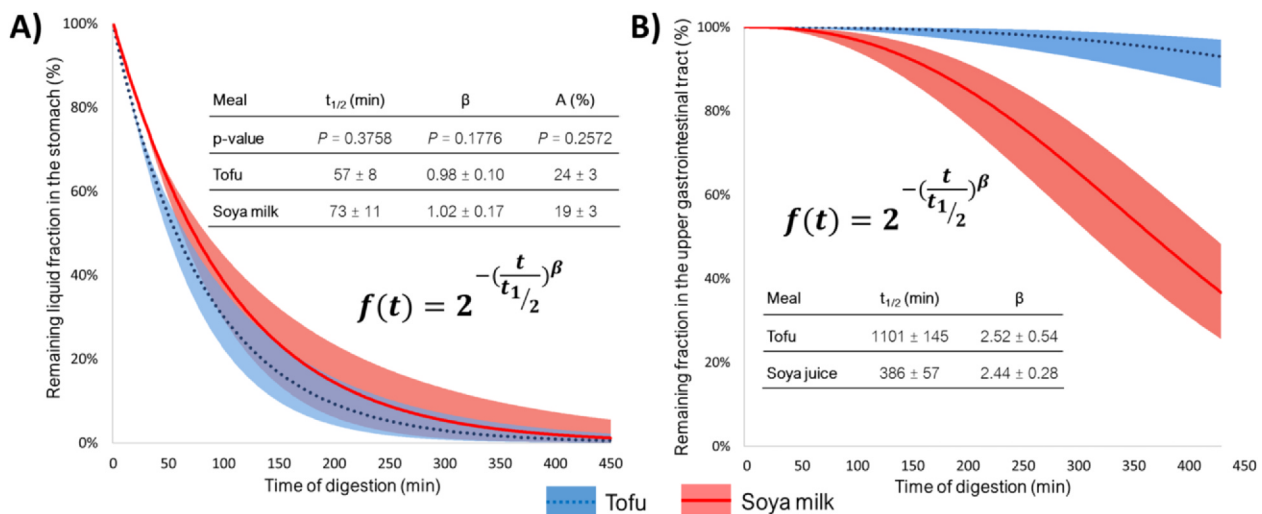 A)
Remaining liquid fraction in the stomach (%)
100%
80%
60%
40%
20%
0%
Meal t1/2 (min) β A (%)
p-value P = 0.3758 P = 0.1776 P = 0.2572
Tofu 57 ± 8 0.98 ± 0.10 24 ± 3
Soya milk 73 ± 11 1.02 ± 0.17 19 ± 3
f(t) = 2^-(t/t1/2)^β
0 50 100 150 200 250 300 350 400 450
Time of digestion (min)
B)
Remaining fraction in the upper gastrointestinal tract (%)
100%
80%
60%
40%
20%
0%
f(t) = 2^-(t/t1/2)^β
Meal t1/2 (min) β
Tofu 1101 ± 145 2.52 ± 0.54
Soya juice 386 ± 57 2.44 ± 0.28
0 50 100 150 200 250 300 350 400 450
Time of digestion (min)
Tofu Soya milk